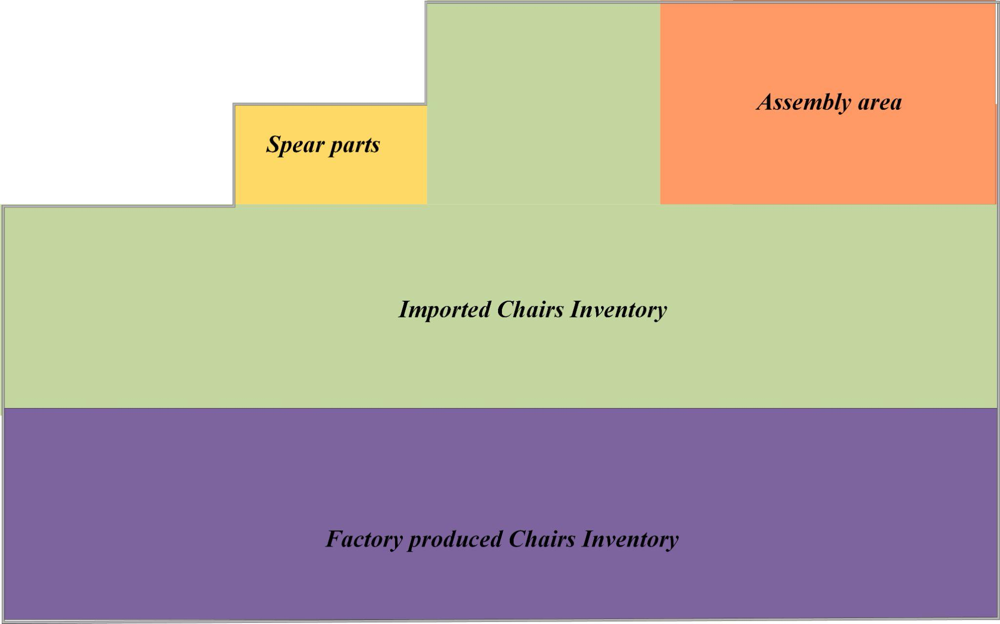 Assembly area
Spear parts
Imported Chairs Inventory
Factory produced Chairs Inventory